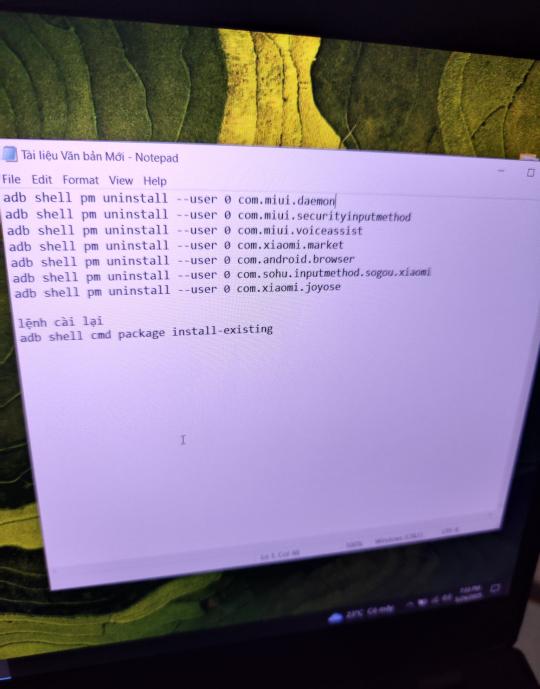 Tài liệu Văn bản Mới - Notepad
File Edit Format View Help
adb shell pm uninstall --user 0 com.miui.daemon
adb shell pm uninstall --user 0 com.miui.securityinputmethod
adb shell pm uninstall --user 0 com.miui.voiceassist
adb shell pm uninstall --user 0 com.xiaomi.market
adb shell pm uninstall --user 0 com.android.browser
adb shell pm uninstall --user 0 com.sohu.inputmethod.sogou.xiaomi
adb shell pm uninstall --user 0 com.xiaomi.joyose
lệnh cài lại
adb shell cmd package install-existing
100%
23°C Có mây